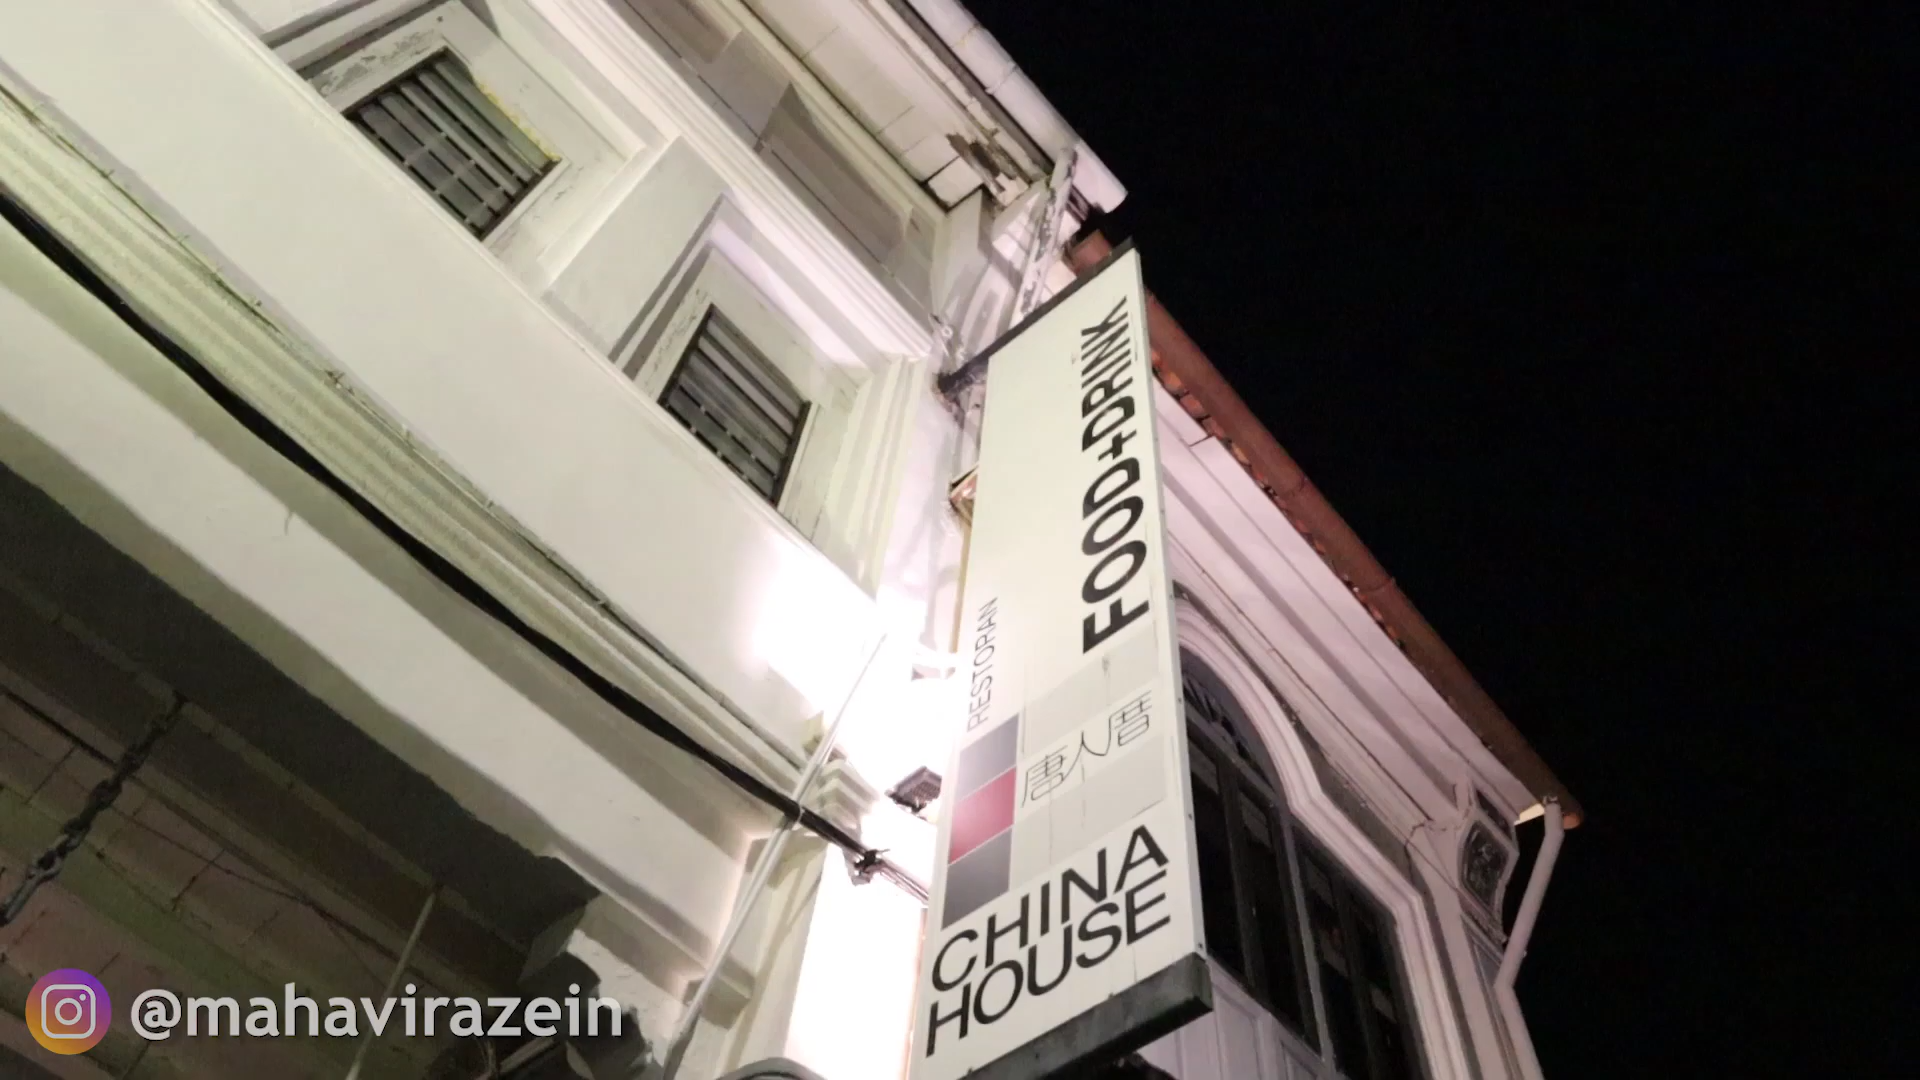 RESTORAN
FOOD+DRINK
唐人厝
CHINA
HOUSE
@mahavirazein